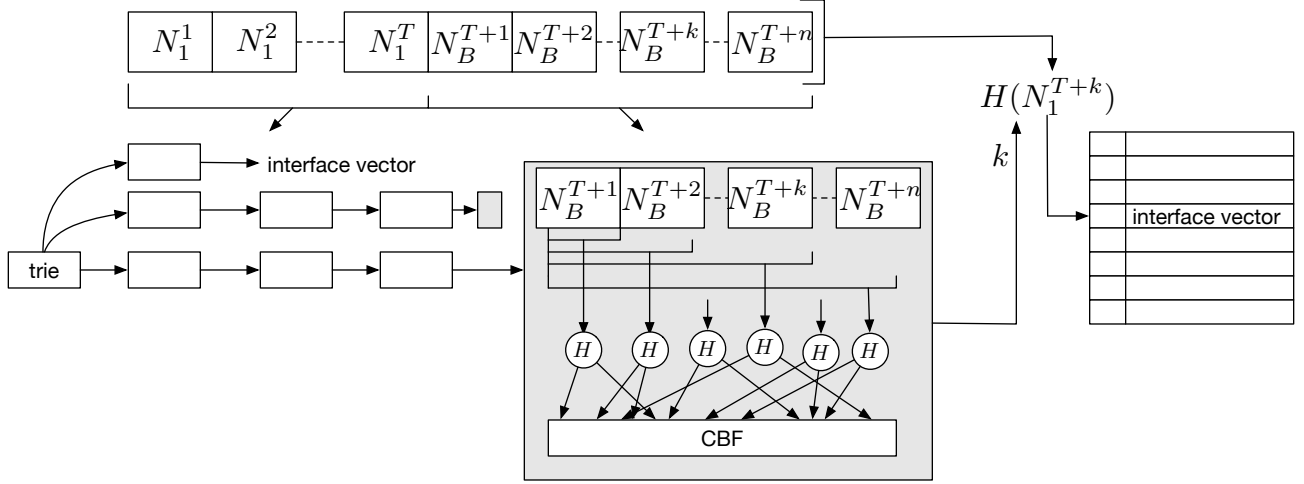 $N_1^1$ $N_1^2$ $N_1^T$ $N_B^{T+1}$ $N_B^{T+2}$ $N_B^{T+k}$ $N_B^{T+n}$
$H(N_1^{T+k})$
interface vector
k
$N_B^{T+1}$ $N_B^{T+2}$ $N_B^{T+k}$ $N_B^{T+n}$
interface vector
trie
H H H H H H
CBF